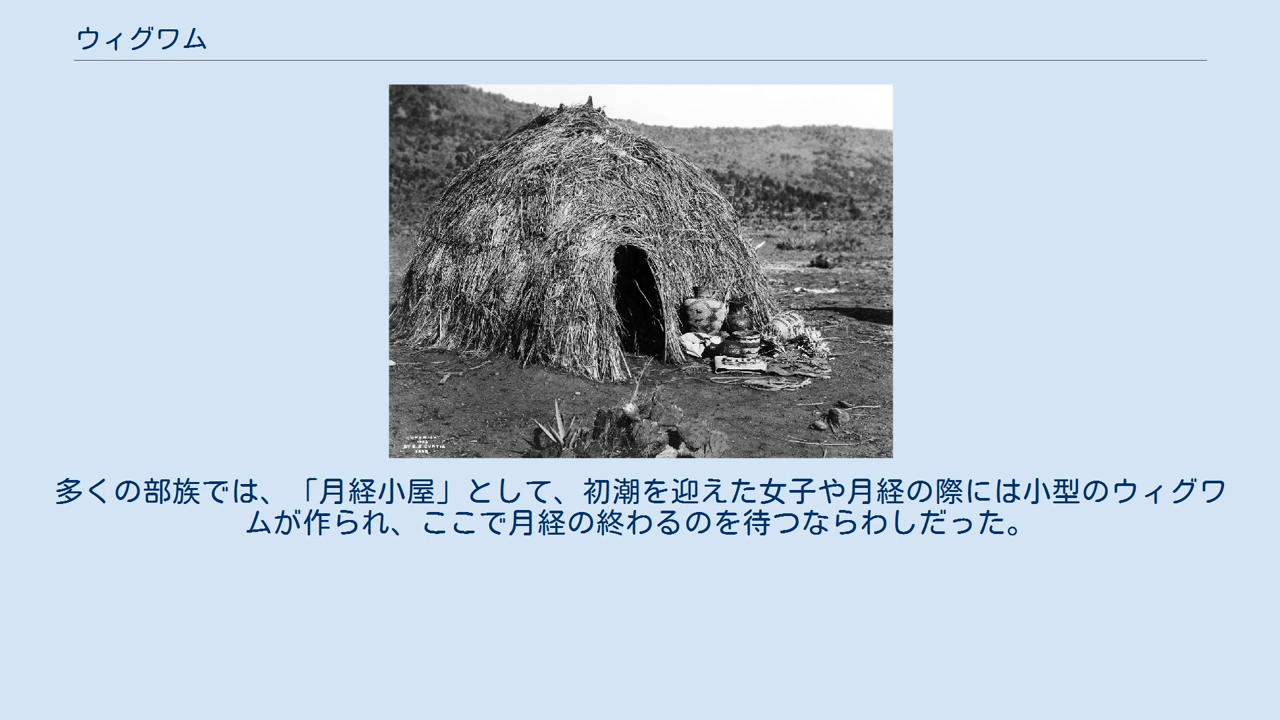 ウィグワム
COPYRIGHT
BY E.S. CURTIS
多くの部族では、「月経小屋」として、初潮を迎えた女子や月経の際には小型のウィグワ
ムが作られ、ここで月経の終わるのを待つならわしだった。